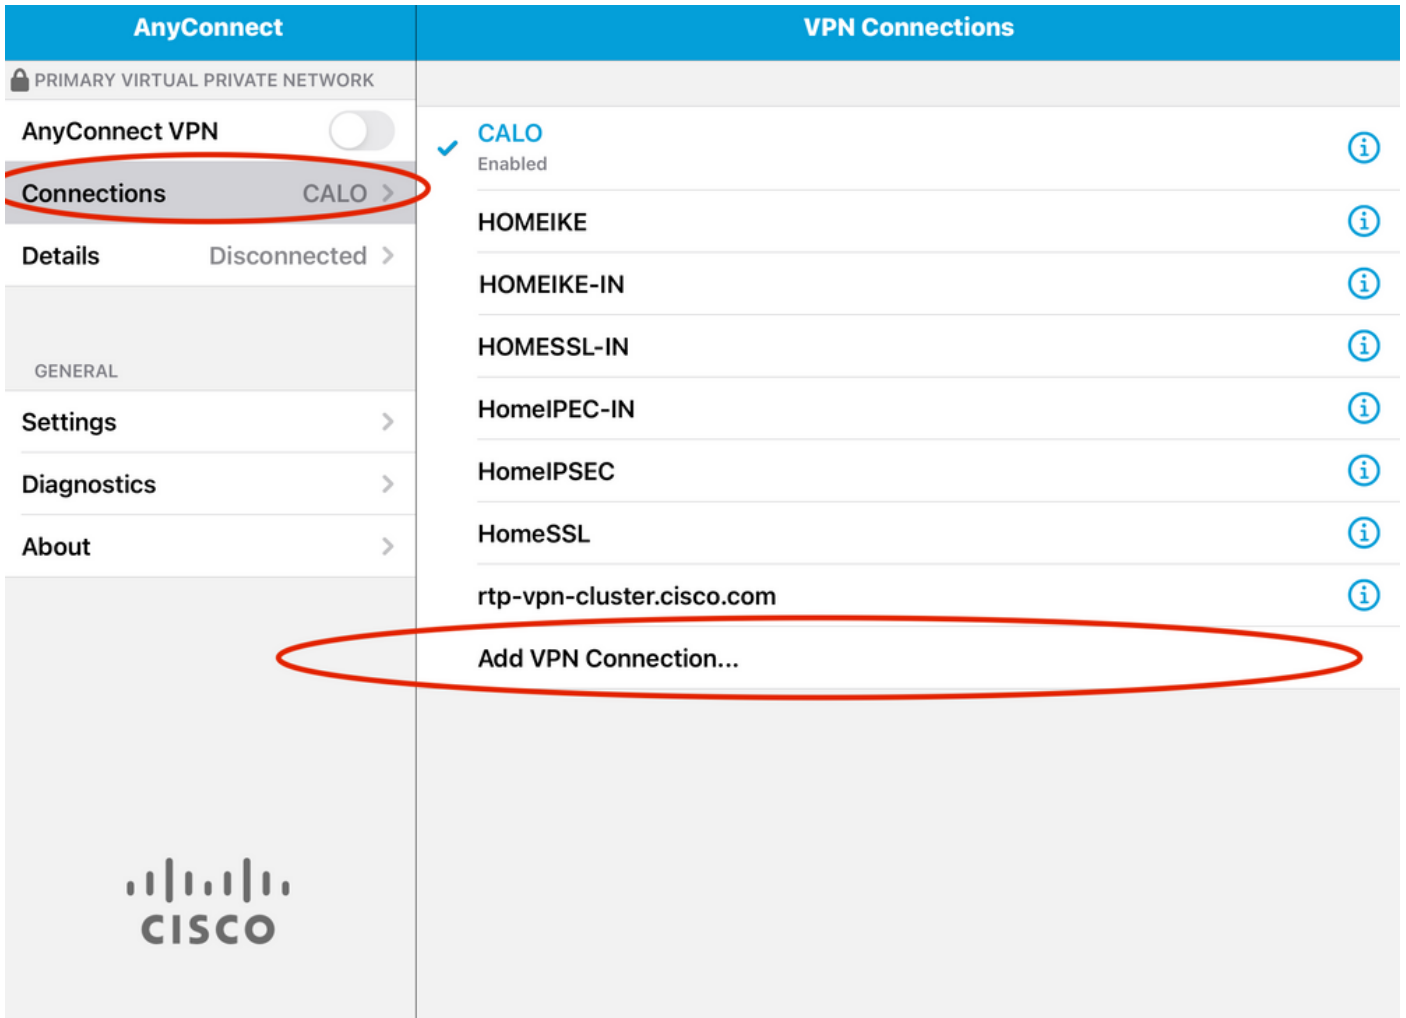 AnyConnect
PRIMARY VIRTUAL PRIVATE NETWORK
AnyConnect VPN
Connections CALO
Details Disconnected
GENERAL
Settings
Diagnostics
About
CISCO
VPN Connections
CALO
Enabled
HOMEIKE
HOMEIKE-IN
HOMESSL-IN
HomeIPEC-IN
HomeIPSEC
HomeSSL
rtp-vpn-cluster.cisco.com
Add VPN Connection...